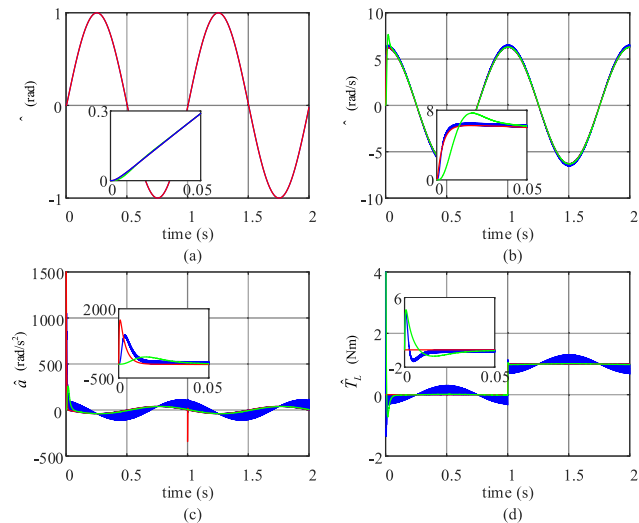 1
0
-1
ˆ (rad)
0.3
0
0
0.05
0 0.5 1 1.5 2
time (s)
(a)
10
5
0
-5
-10
ˆ (rad/s)
8
0
0
0.05
0 0.5 1 1.5 2
time (s)
(b)
1500
1000
500
0
-500
â (rad/s²)
2000
-500
0
0.05
0 0.5 1 1.5 2
time (s)
(c)
4
2
0
-2
T̂_L (Nm)
6
-2
0
0.05
0 0.5 1 1.5 2
time (s)
(d)